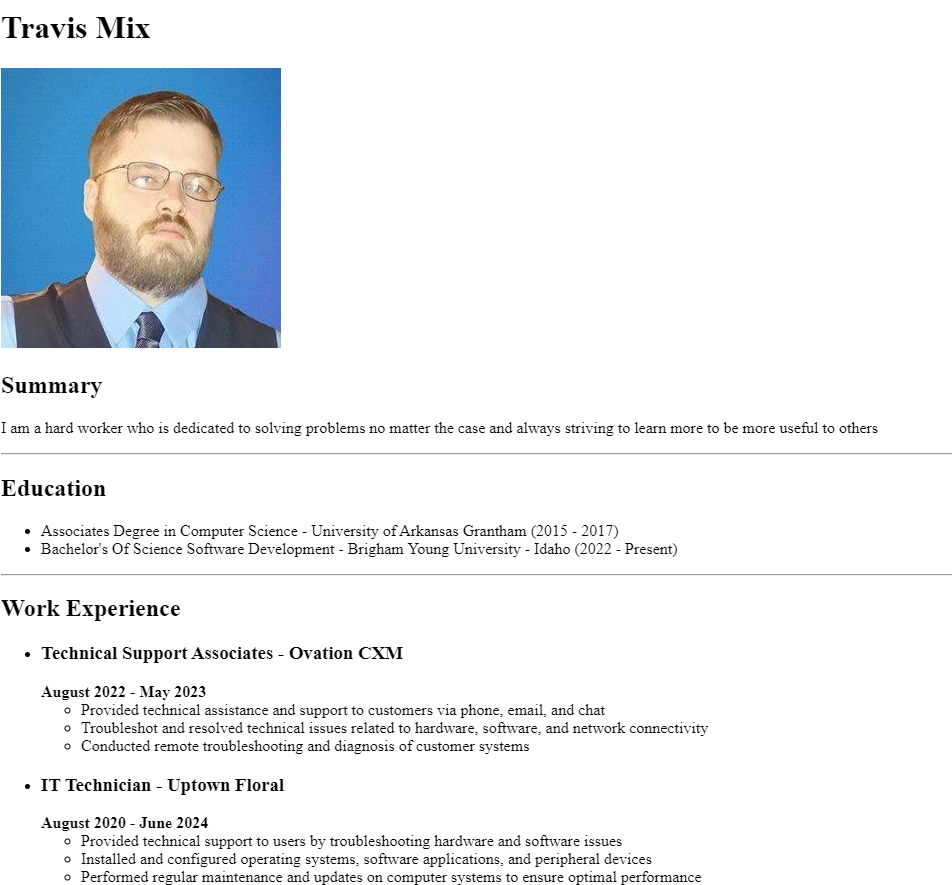 Travis Mix
Summary
I am a hard worker who is dedicated to solving problems no matter the case and always striving to learn more to be more useful to others
Education
Associates Degree in Computer Science - University of Arkansas Grantham (2015 - 2017)
Bachelor's Of Science Software Development - Brigham Young University - Idaho (2022 - Present)
Work Experience
Technical Support Associates - Ovation CXM
August 2022 - May 2023
Provided technical assistance and support to customers via phone, email, and chat
Troubleshot and resolved technical issues related to hardware, software, and network connectivity
Conducted remote troubleshooting and diagnosis of customer systems
IT Technician - Uptown Floral
August 2020 - June 2024
Provided technical support to users by troubleshooting hardware and software issues
Installed and configured operating systems, software applications, and peripheral devices
Performed regular maintenance and updates on computer systems to ensure optimal performance